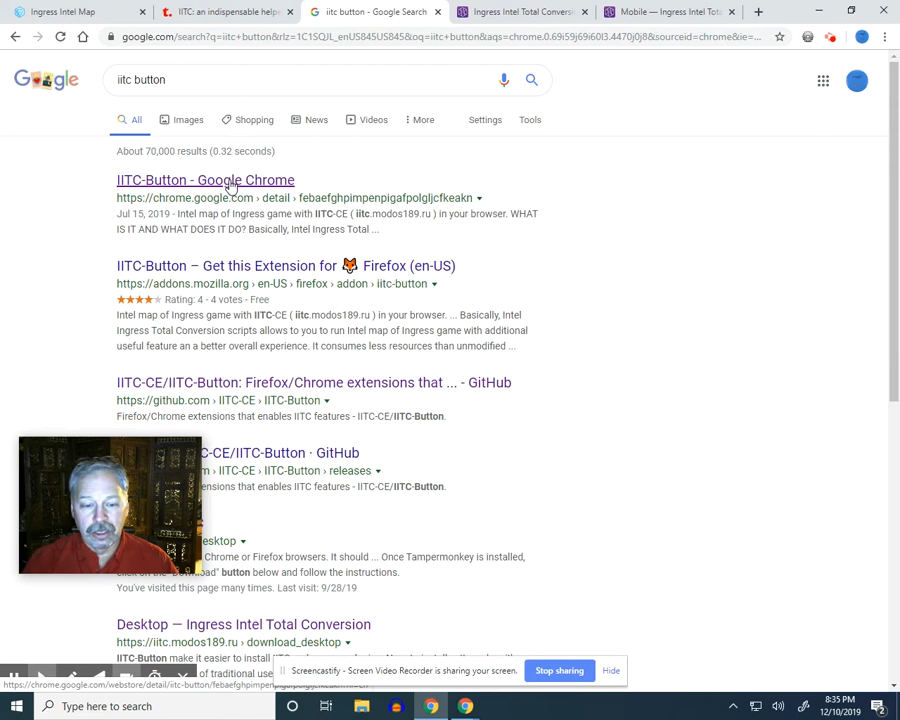 Ingress Intel Map
IITC: an indispensable helpe
iitc button - Google Search
Ingress Intel Total Conversi
Mobile — Ingress Intel Tota
google.com/search?q=iitc+button&rlz=1C1SQJL_enUS845US845&oq=iitc+button&aqs=chrome.0.69i59j69i60l3.4470j0j8&sourceid=chrome&ie=...
Google
iitc button
All
Images
Shopping
News
Videos
More
Settings
Tools
About 70,000 results (0.32 seconds)
IITC-Button - Google Chrome
https://chrome.google.com › detail › febaefghpimpenpigafpolgljcfkeakn
Jul 15, 2019 - Intel map of Ingress game with IITC-CE ( iitc.modos189.ru ) in your browser. WHAT
IS IT AND WHAT DOES IT DO? Basically, Intel Ingress Total ...
IITC-Button – Get this Extension for 🦊 Firefox (en-US)
https://addons.mozilla.org › en-US › firefox › addon › iitc-button
Rating: 4 - 4 votes - Free
Intel map of Ingress game with IITC-CE ( iitc.modos189.ru ) in your browser. ... Basically, Intel
Ingress Total Conversion scripts allows to you to run Intel map of Ingress game with additional
useful feature an a better overall experience. It consumes less resources than unmodified ...
IITC-CE/IITC-Button: Firefox/Chrome extensions that ... - GitHub
https://github.com › IITC-CE › IITC-Button
Firefox/Chrome extensions that enables IITC features - IITC-CE/IITC-Button.
C-CE/IITC-Button · GitHub
m › IITC-CE › IITC-Button › releases
ensions that enables IITC features - IITC-CE/IITC-Button.
esktop
Chrome or Firefox browsers. It should ... Once Tampermonkey is installed,
click on the "Download" button below and follow the instructions.
You've visited this page many times. Last visit: 9/28/19
Desktop — Ingress Intel Total Conversion
https://iitc.modos189.ru › download_desktop
IITC-Button make it easier to install
of traditional use
Screencastify - Screen Video Recorder is sharing your screen.
Stop sharing
Hide
Type here to search
8:35 PM
12/10/2019
2